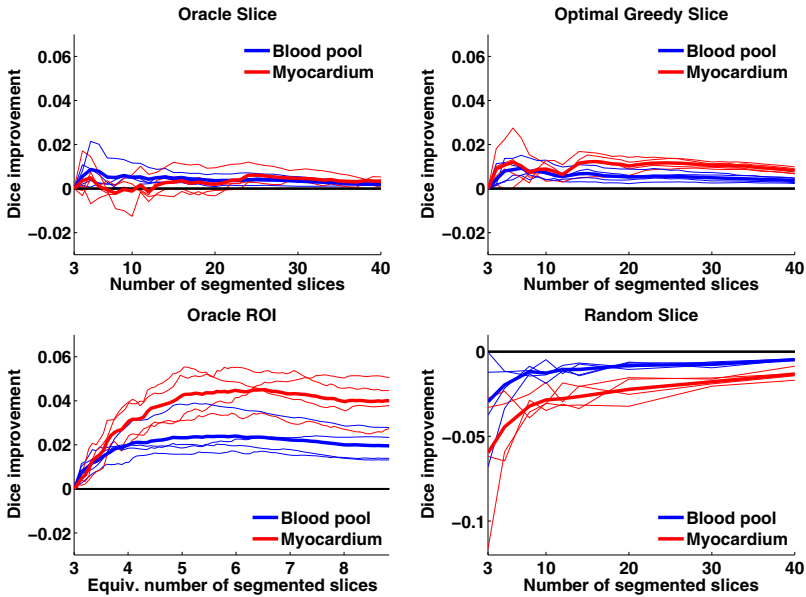 Oracle Slice
Dice improvement
0.06
0.04
0.02
0
−0.02
Blood pool
Myocardium
3
10
20
30
40
Number of segmented slices
Optimal Greedy Slice
Dice improvement
0.06
0.04
0.02
0
−0.02
Blood pool
Myocardium
3
10
20
30
40
Number of segmented slices
Oracle ROI
Dice improvement
0.06
0.04
0.02
0
−0.02
Blood pool
Myocardium
3
4
5
6
7
8
Equiv. number of segmented slices
Random Slice
Dice improvement
0
−0.05
−0.1
Blood pool
Myocardium
3
10
20
30
40
Number of segmented slices